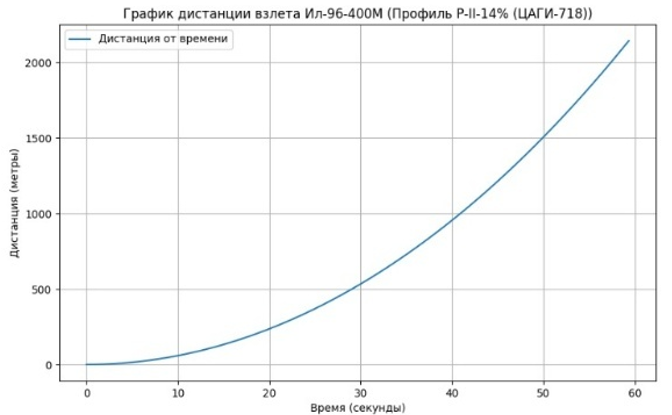 График дистанции взлета Ил-96-400М (Профиль P-II-14% (ЦАГИ-718))
Дистанция от времени
Дистанция (метры)
2000
1500
1000
500
0
0 10 20 30 40 50 60
Время (секунды)